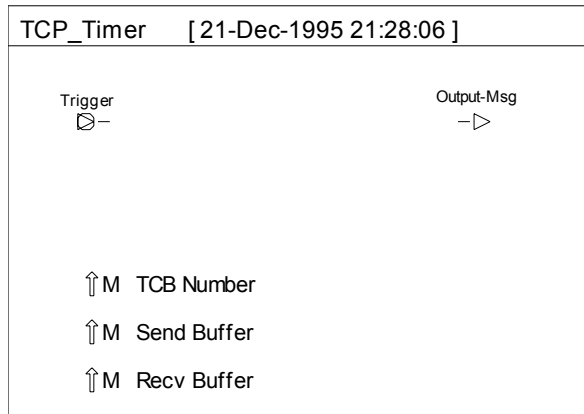 TCP_Timer [ 21-Dec-1995 21:28:06 ]
Trigger Output-Msg
M TCB Number
M Send Buffer
M Recv Buffer